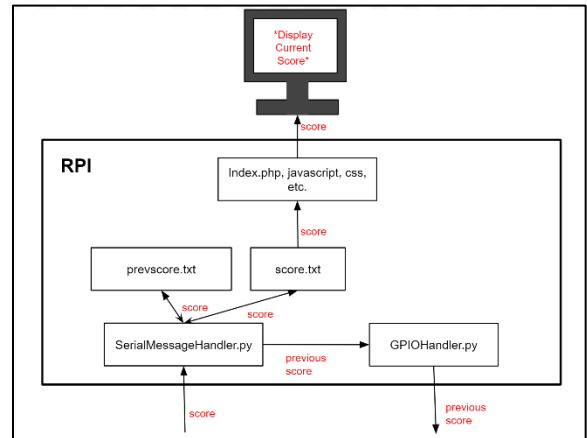 *Display
Current
Score*
score
RPI
Index.php, javascript, css,
etc.
score
prevscore.txt
score.txt
score
score
SerialMessageHandler.py
previous
score
GPIOHandler.py
score
previous
score